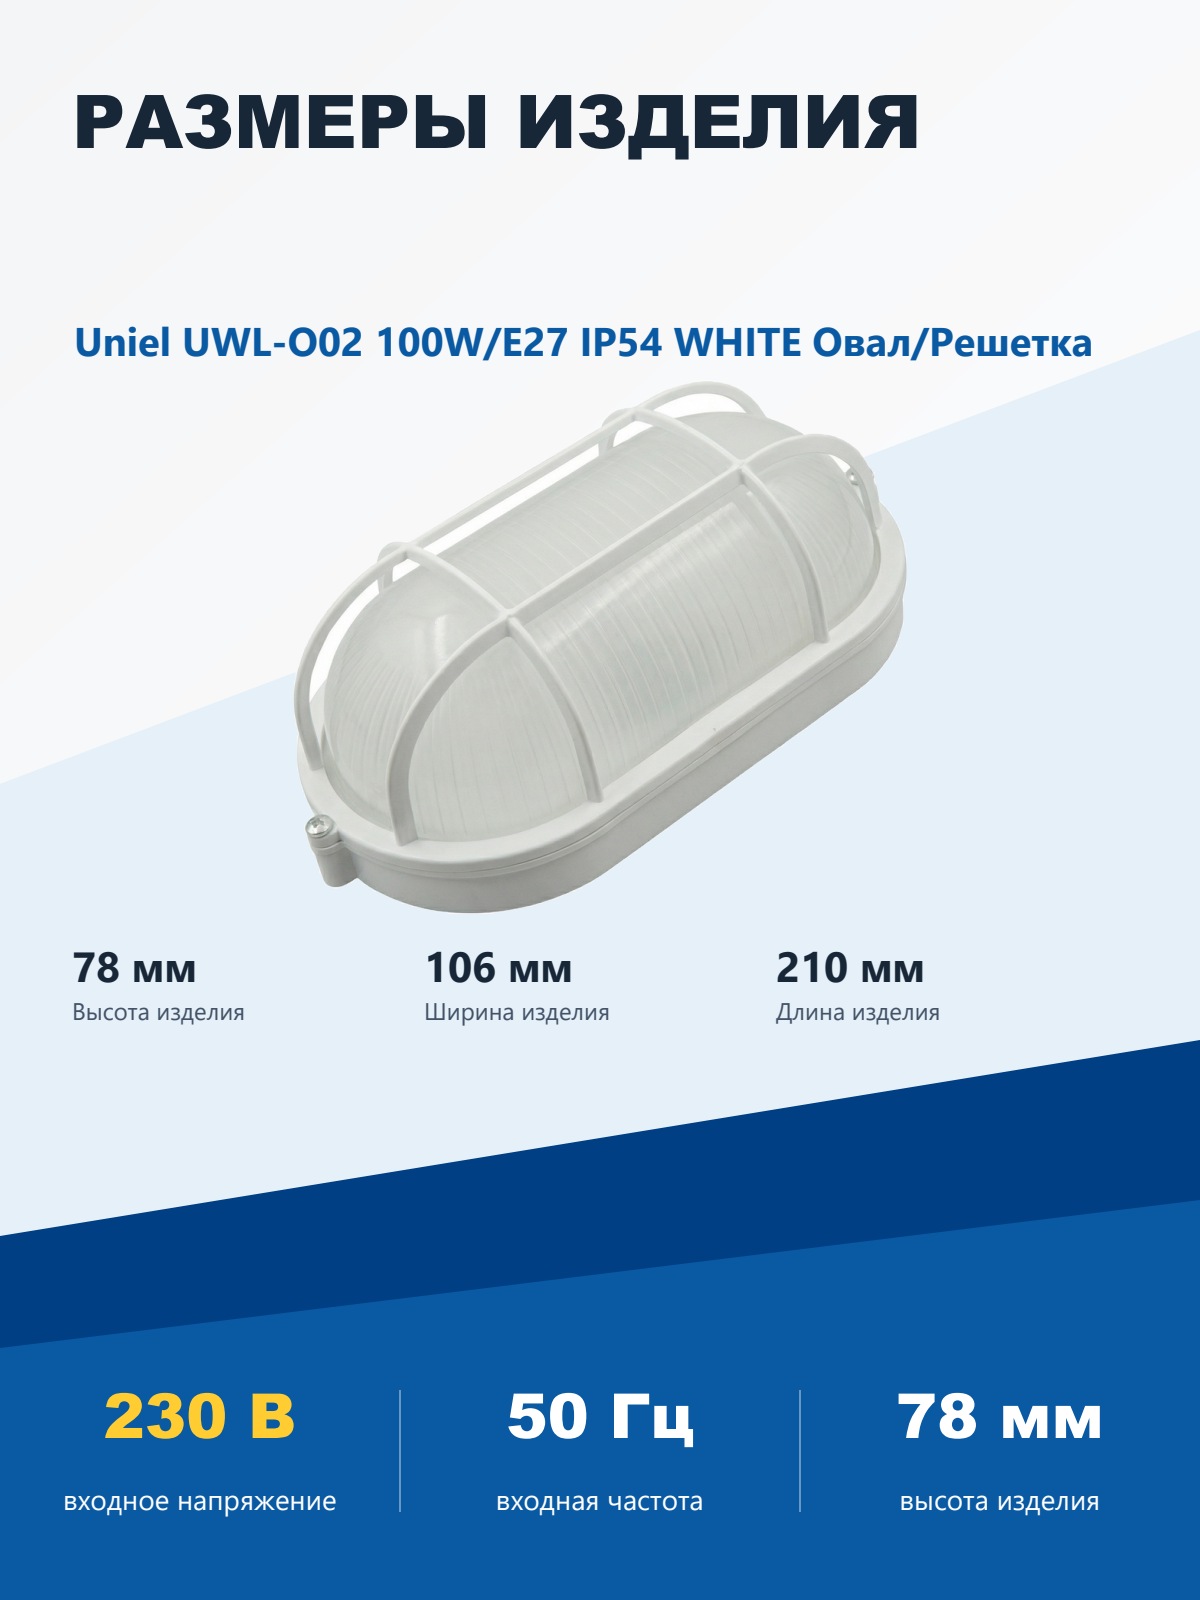 РАЗМЕРЫ ИЗДЕЛИЯ
Uniel UWL-O02 100W/E27 IP54 WHITE Овал/Решетка
78 мм
Высота изделия
106 мм
Ширина изделия
210 мм
Длина изделия
230 В
входное напряжение
50 Гц
входная частота
78 мм
высота изделия